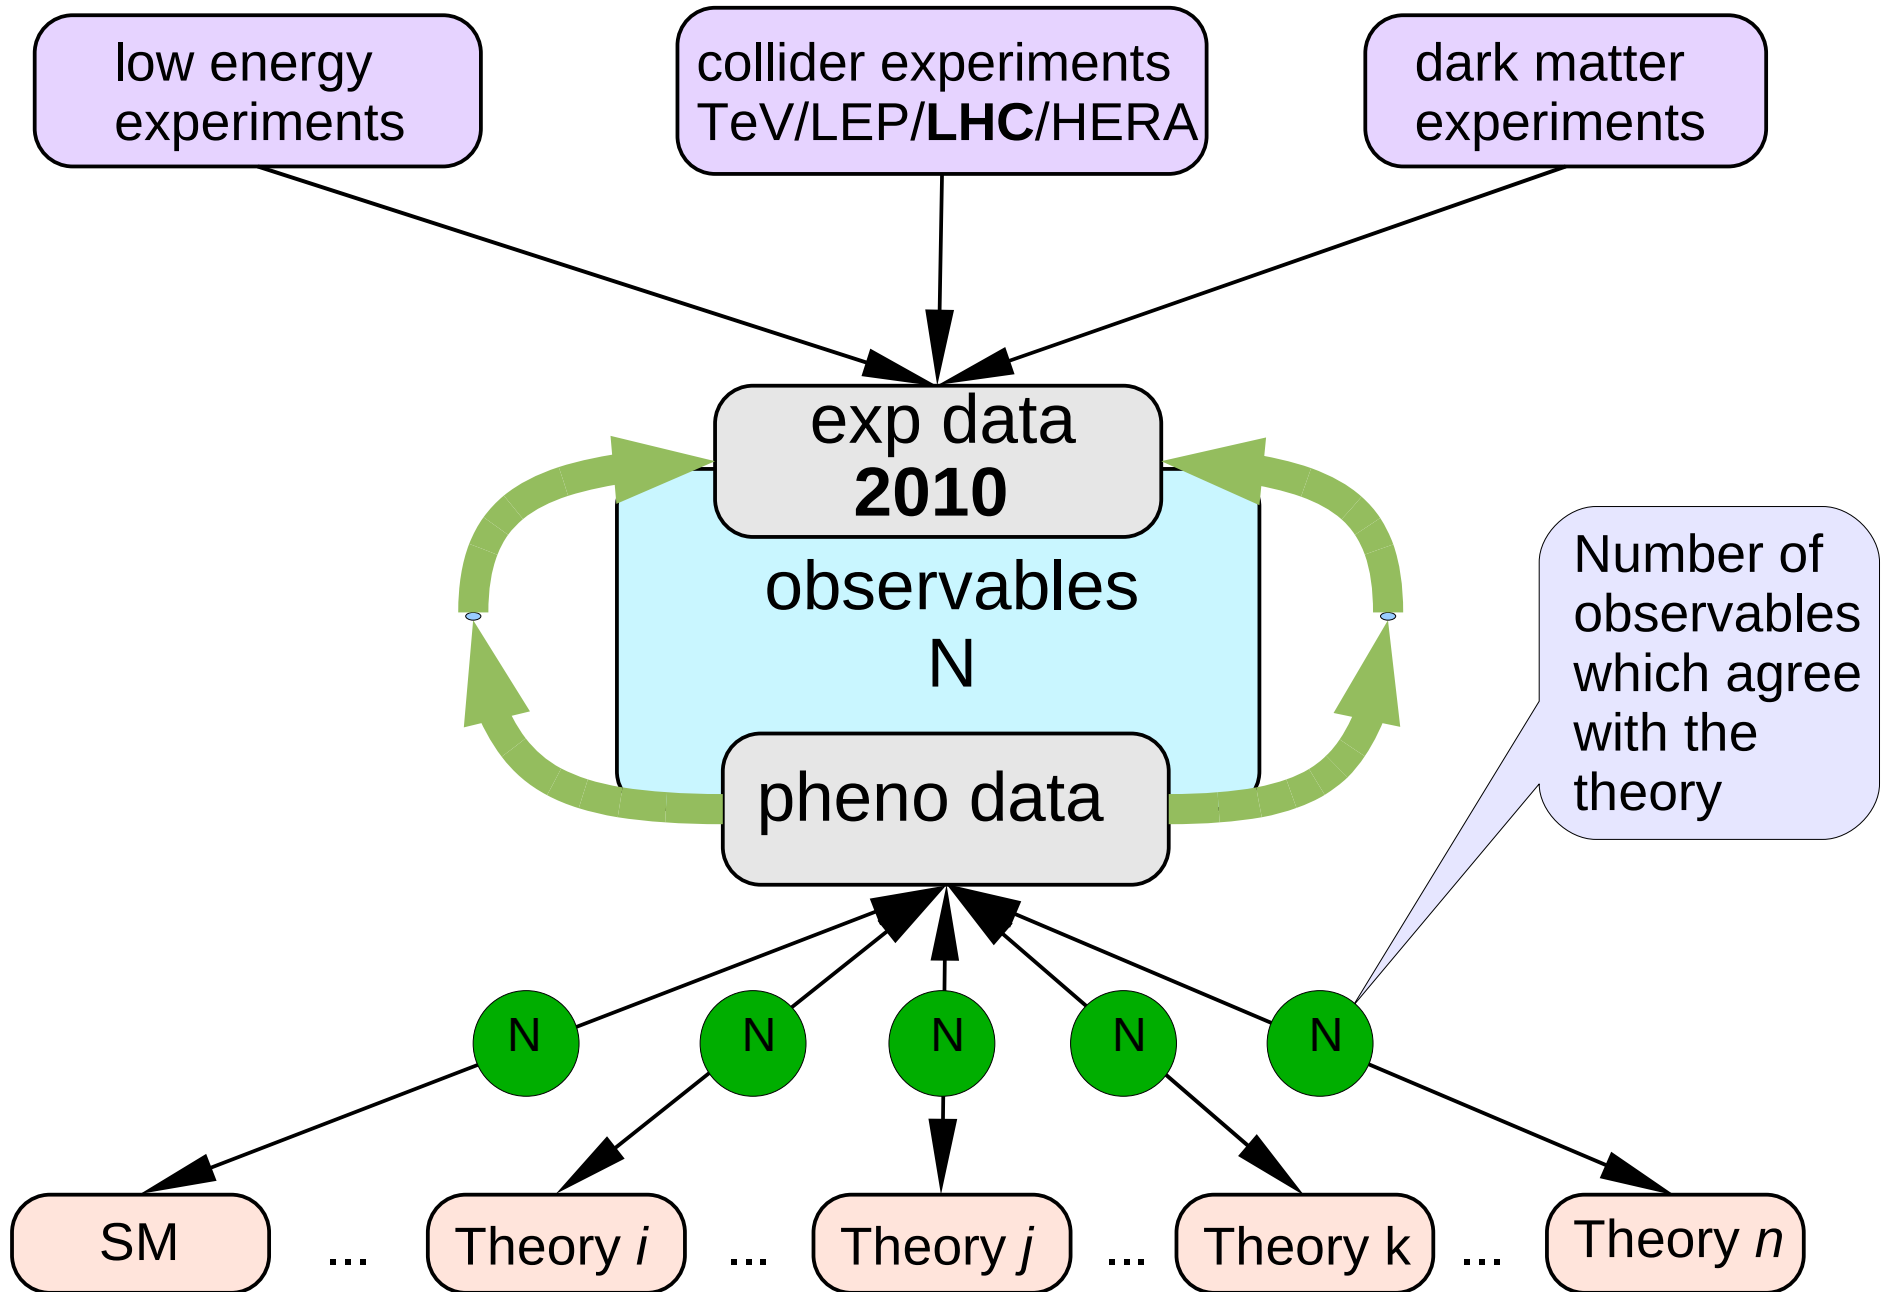 low energy
experiments
collider experiments
TeV/LEP/LHC/HERA
dark matter
experiments
exp data
2010
observables
N
pheno data
Number of
observables
which agree
with the
theory
N
N
N
N
N
SM
...
Theory i
...
Theory j
...
Theory k
...
Theory n